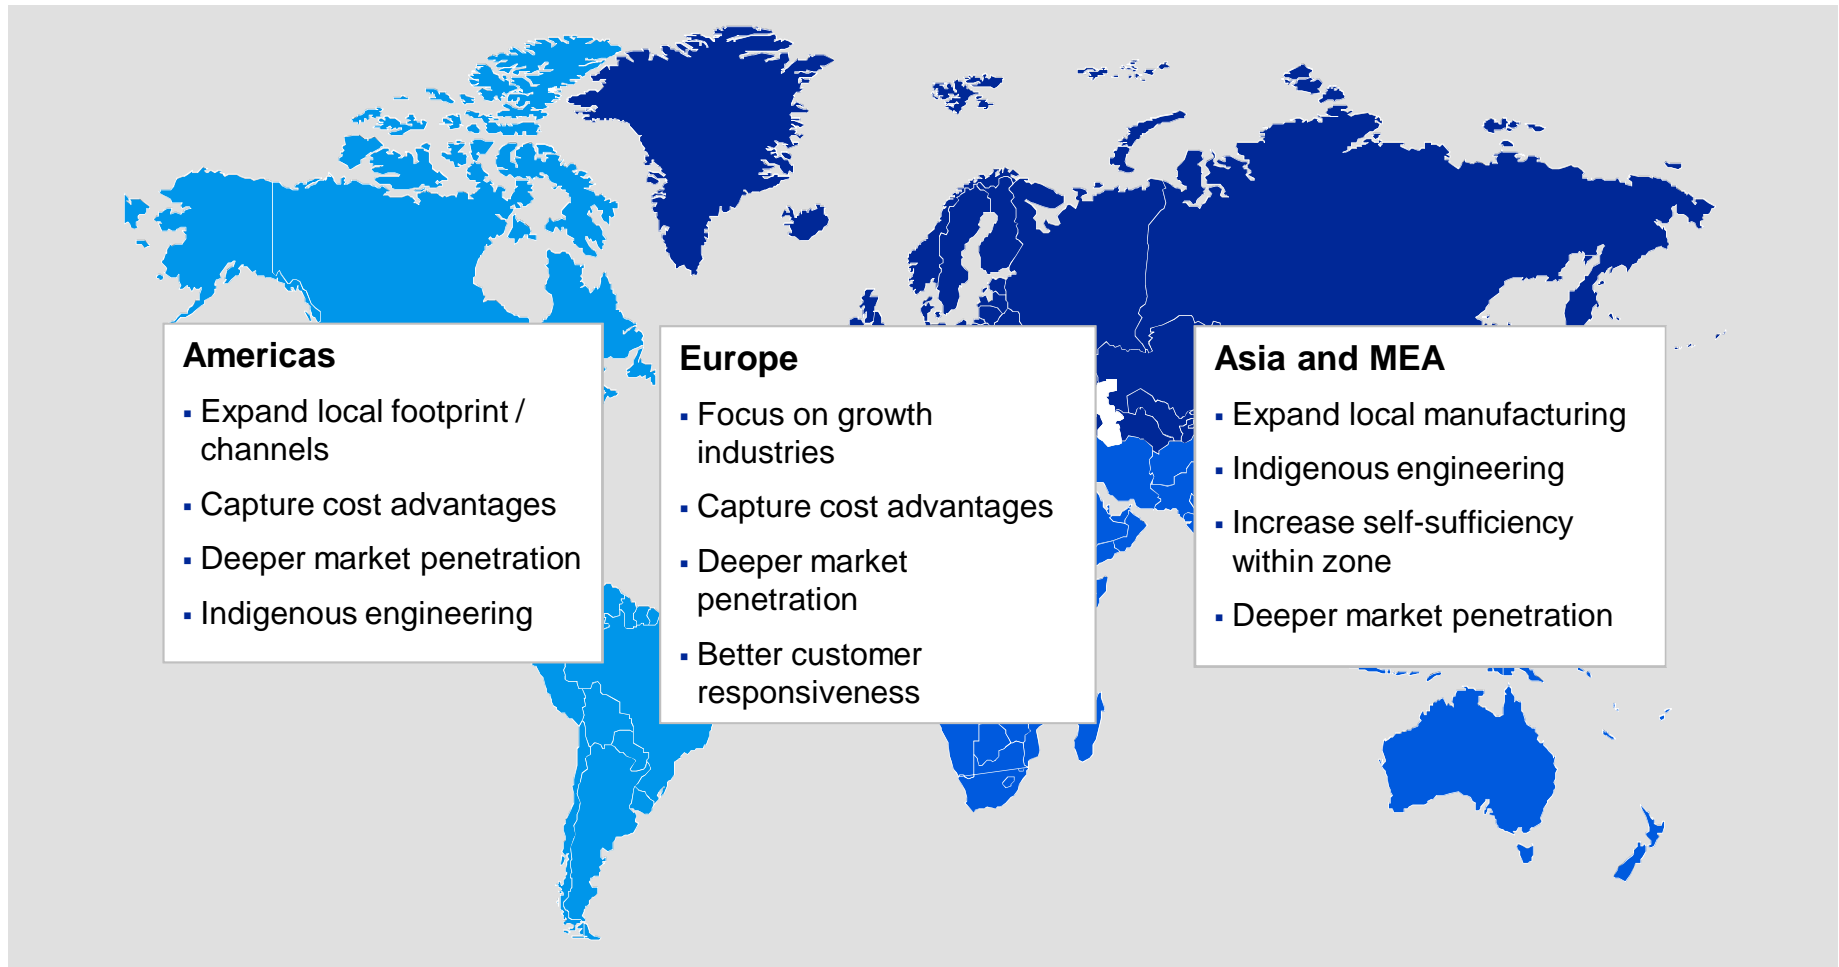 Americas
▪ Expand local footprint /
channels
▪ Capture cost advantages
▪ Deeper market penetration
▪ Indigenous engineering
Europe
▪ Focus on growth
industries
▪ Capture cost advantages
▪ Deeper market
penetration
▪ Better customer
responsiveness
Asia and MEA
▪ Expand local manufacturing
▪ Indigenous engineering
▪ Increase self-sufficiency
within zone
▪ Deeper market penetration